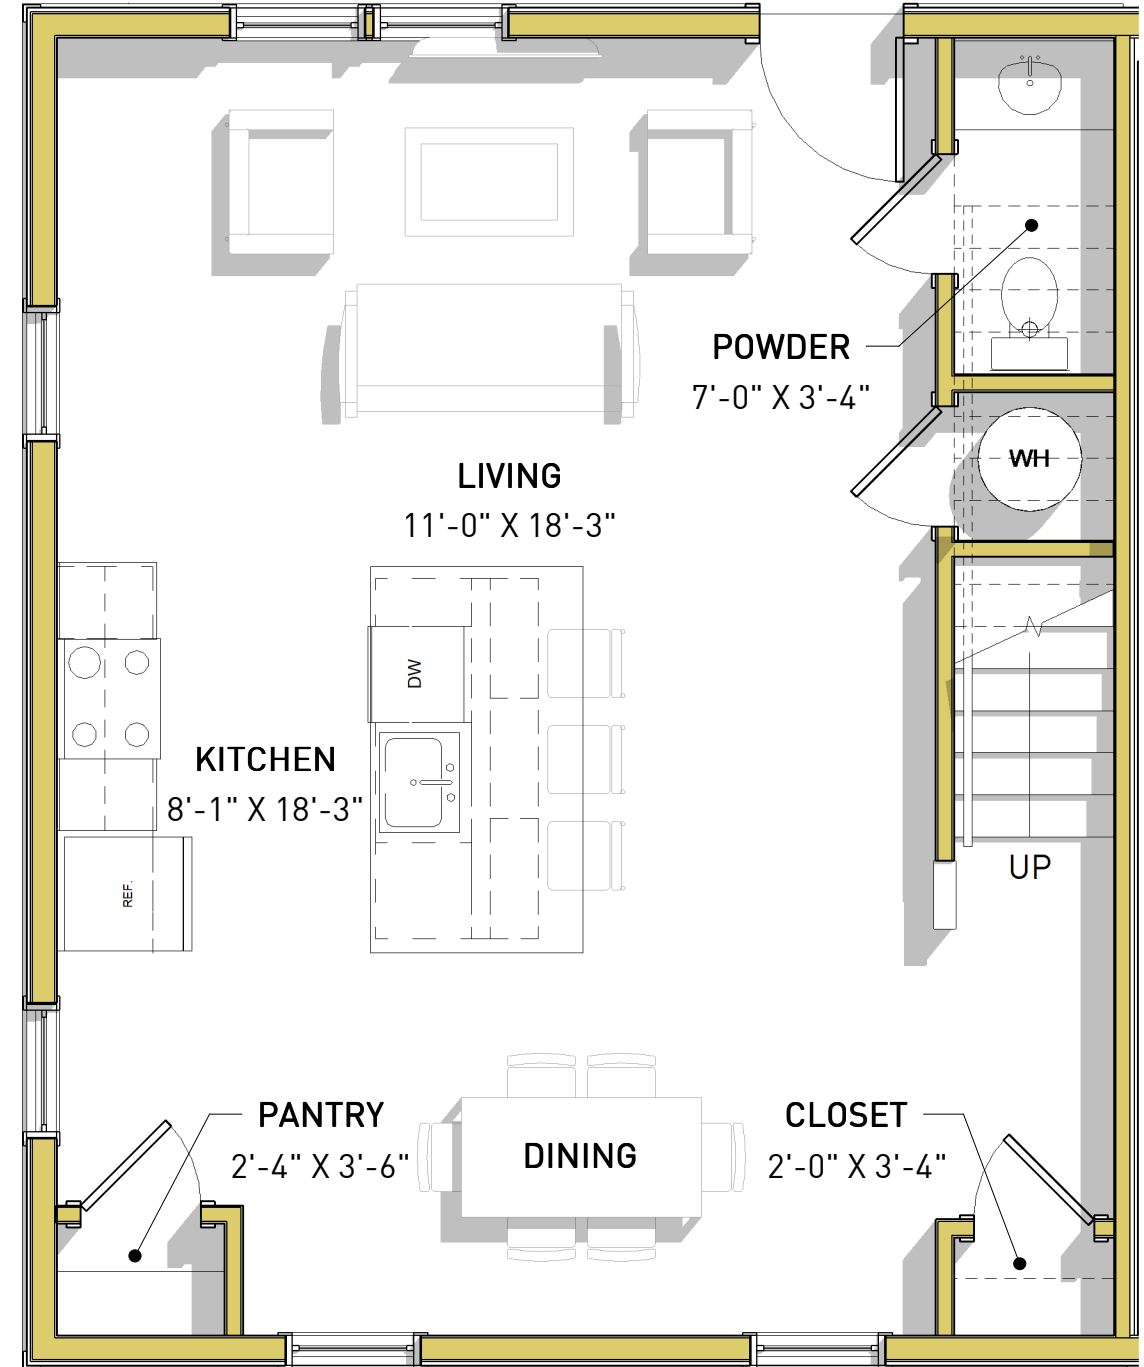 POWDER
7'-0" X 3'-4"
WH
LIVING
11'-0" X 18'-3"
DW
KITCHEN
8'-1" X 18'-3"
REF.
UP
PANTRY
2'-4" X 3'-6"
DINING
CLOSET
2'-0" X 3'-4"